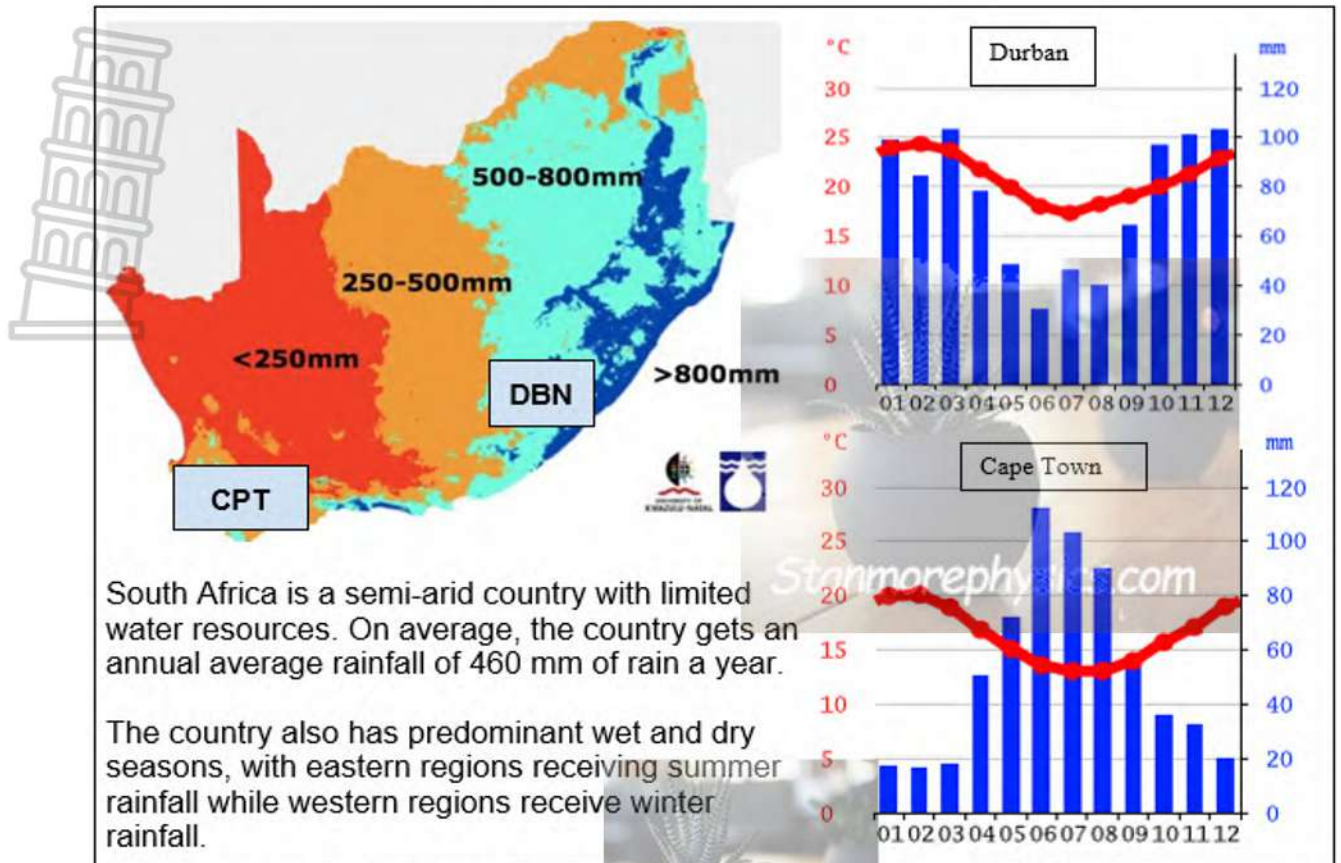 500-800mm
250-500mm
<250mm
>800mm
DBN
CPT
UNIVERSITY OF
KWAZULU-NATAL
South Africa is a semi-arid country with limited
water resources. On average, the country gets an
annual average rainfall of 460 mm of rain a year.
The country also has predominant wet and dry
seasons, with eastern regions receiving summer
rainfall while western regions receive winter
rainfall.
°C
Durban
mm
30
120
25
100
20
80
15
60
10
40
5
20
0
0
01 02 03 04 05 06 07 08 09 10 11 12
°C
Cape Town
mm
30
120
25
100
Stanmorephysics.com
20
80
15
60
10
40
5
20
0
0
01 02 03 04 05 06 07 08 09 10 11 12